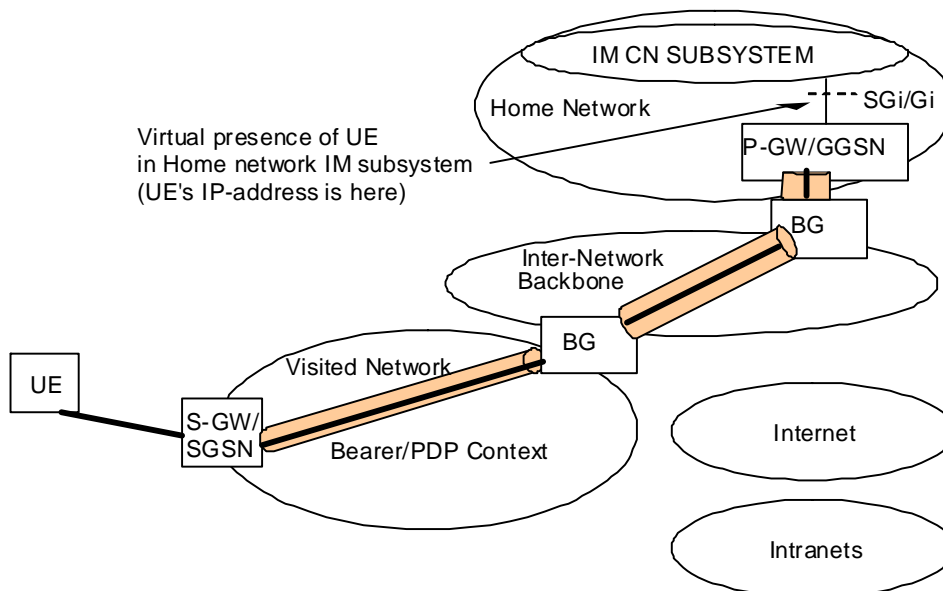 IM CN SUBSYSTEM
Home Network
SGi/Gi
Virtual presence of UE
in Home network IM subsystem
(UE's IP-address is here)
P-GW/GGSN
BG
Inter-Network
Backbone
BG
Visited Network
UE
S-GW/
SGSN
Bearer/PDP Context
Internet
Intranets